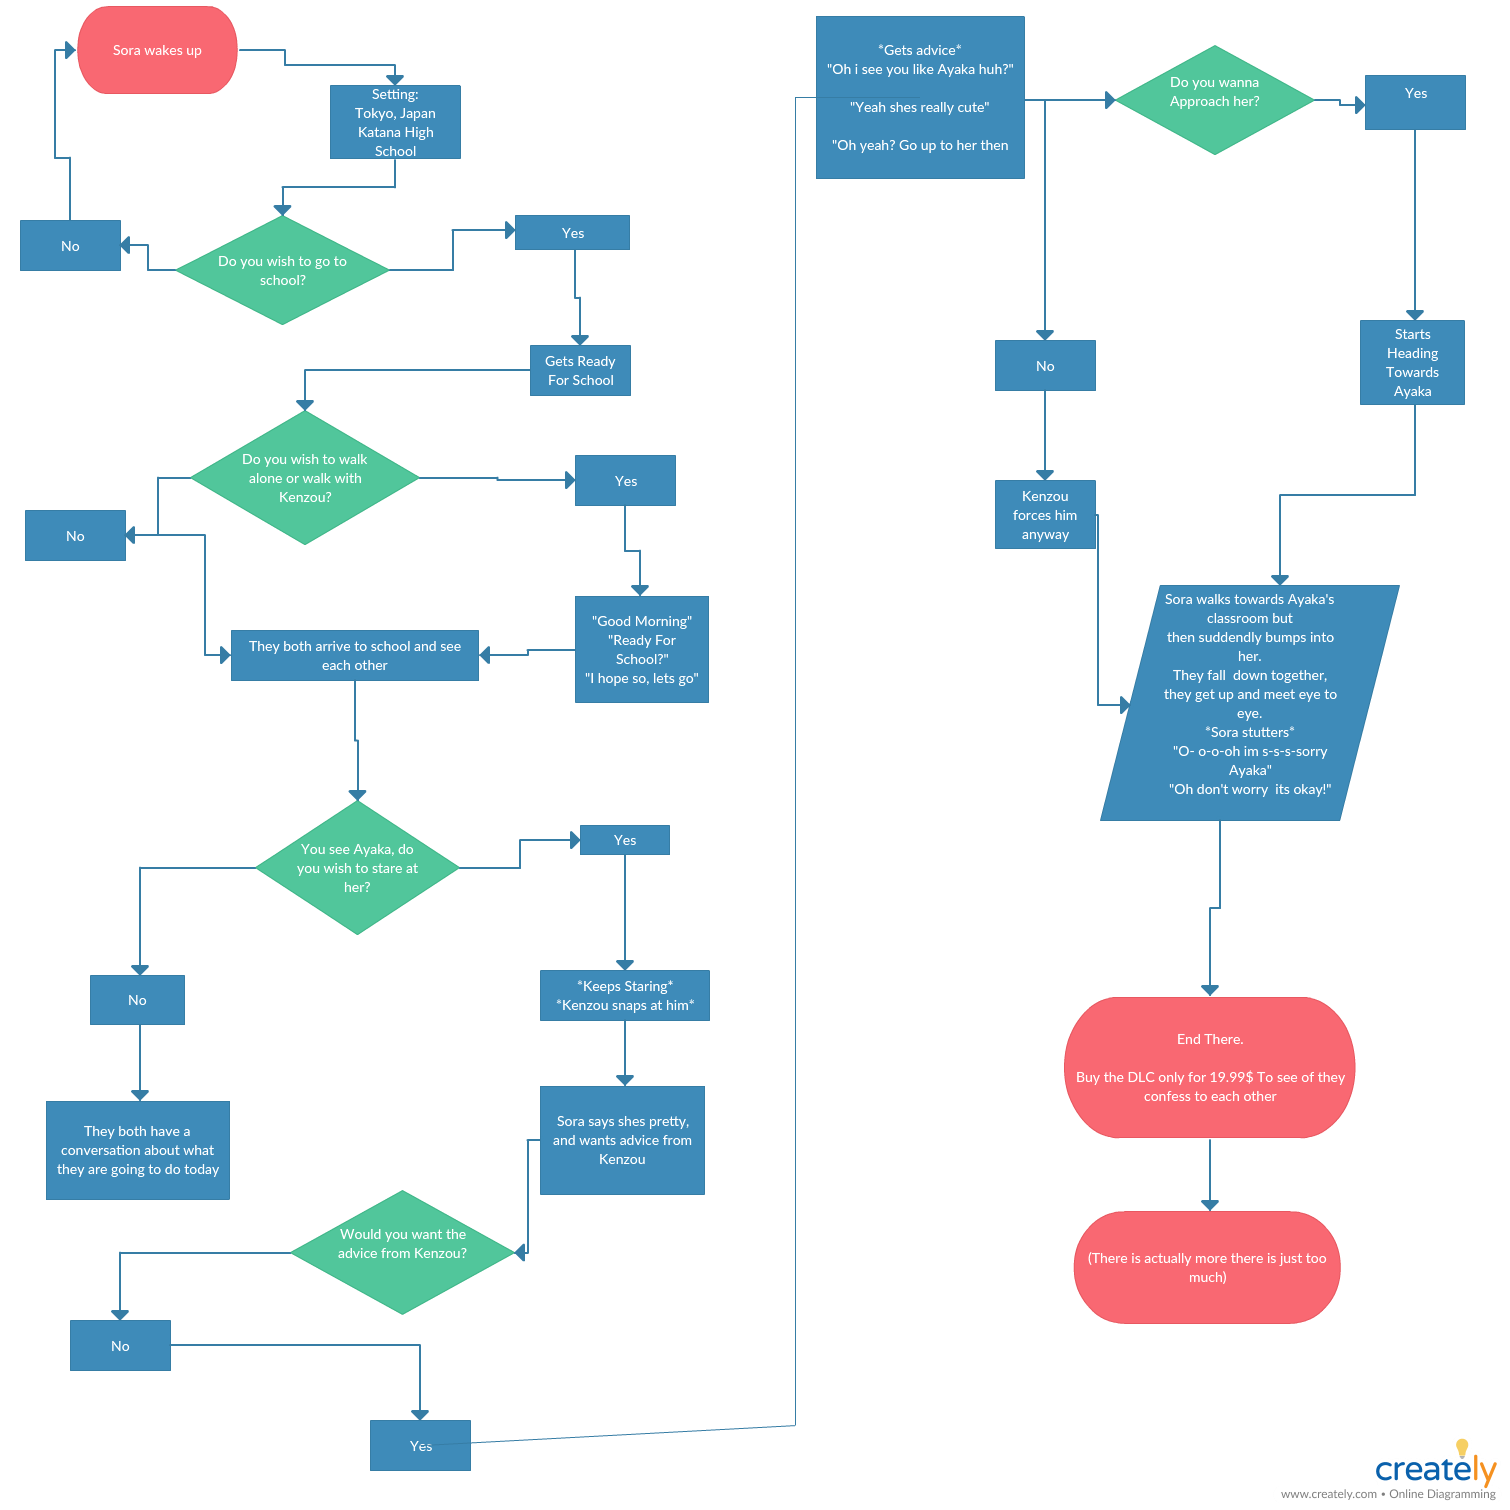 Sora wakes up
Setting:
Tokyo, Japan
Katana High
School
Do you wish to go to
school?
No
Yes
Gets Ready
For School
Do you wish to walk
alone or walk with
Kenzou?
Yes
No
"Good Morning"
"Ready For
School?"
"I hope so, lets go"
They both arrive to school and see
each other
You see Ayaka, do
you wish to stare at
her?
Yes
No
*Keeps Staring*
*Kenzou snaps at him*
They both have a
conversation about what
they are going to do today
Sora says shes pretty,
and wants advice from
Kenzou
Would you want the
advice from Kenzou?
No
Yes
*Gets advice*
"Oh i see you like Ayaka huh?"
"Yeah shes really cute"
"Oh yeah? Go up to her then
Do you wanna
Approach her?
Yes
No
Starts
Heading
Towards
Ayaka
Kenzou
forces him
anyway
Sora walks towards Ayaka's
classroom but
then suddendly bumps into
her.
They fall  down together,
they get up and meet eye to
eye.
*Sora stutters*
"O- o-o-oh im s-s-s-sorry
Ayaka"
"Oh don't worry  its okay!"
End There.
Buy the DLC only for 19.99$ To see of they
confess to each other
(There is actually more there is just too
much)
creately
www.creately.com • Online Diagramming